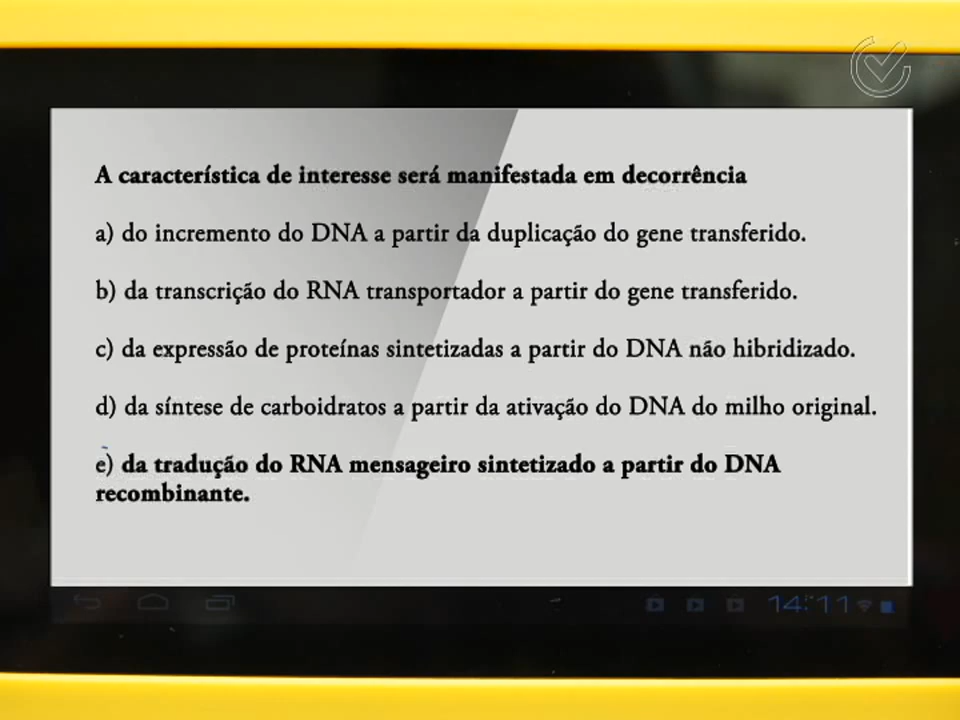 A característica de interesse será manifestada em decorrência
a) do incremento do DNA a partir da duplicação do gene transferido.
b) da transcrição do RNA transportador a partir do gene transferido.
c) da expressão de proteínas sintetizadas a partir do DNA não hibridizado.
d) da síntese de carboidratos a partir da ativação do DNA do milho original.
e) da tradução do RNA mensageiro sintetizado a partir do DNA
recombinante.
14:11